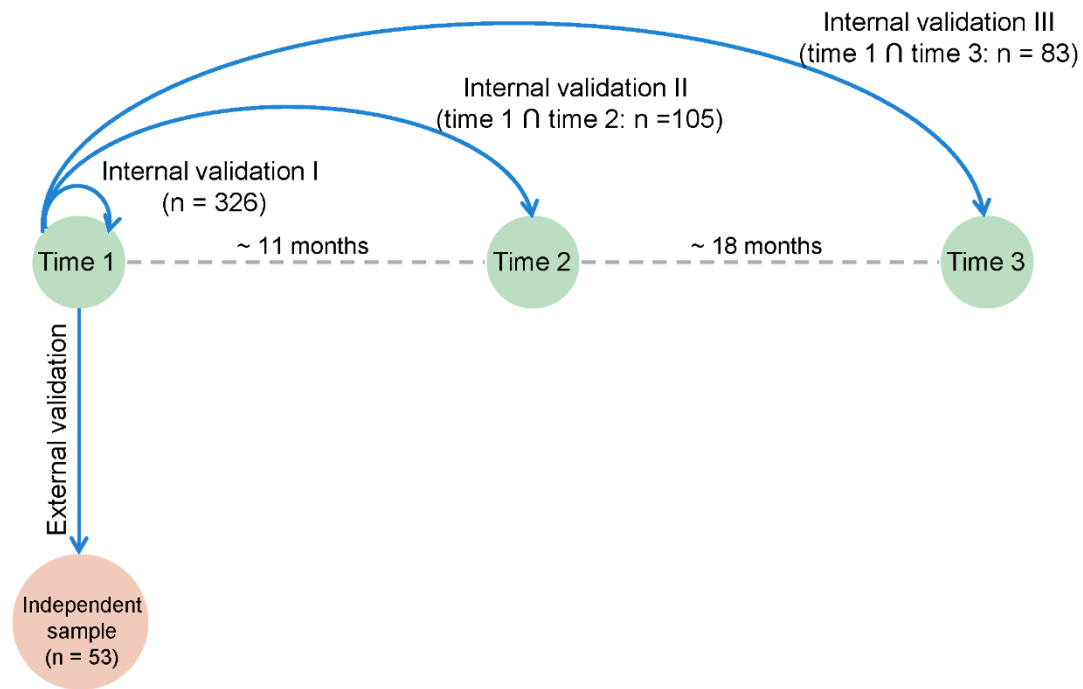 Internal validation III
(time 1 ∩ time 3: n = 83)
Internal validation II
(time 1 ∩ time 2: n =105)
Internal validation I
(n = 326)
Time 1
~ 11 months
Time 2
~ 18 months
Time 3
External validation
Independent
sample
(n = 53)